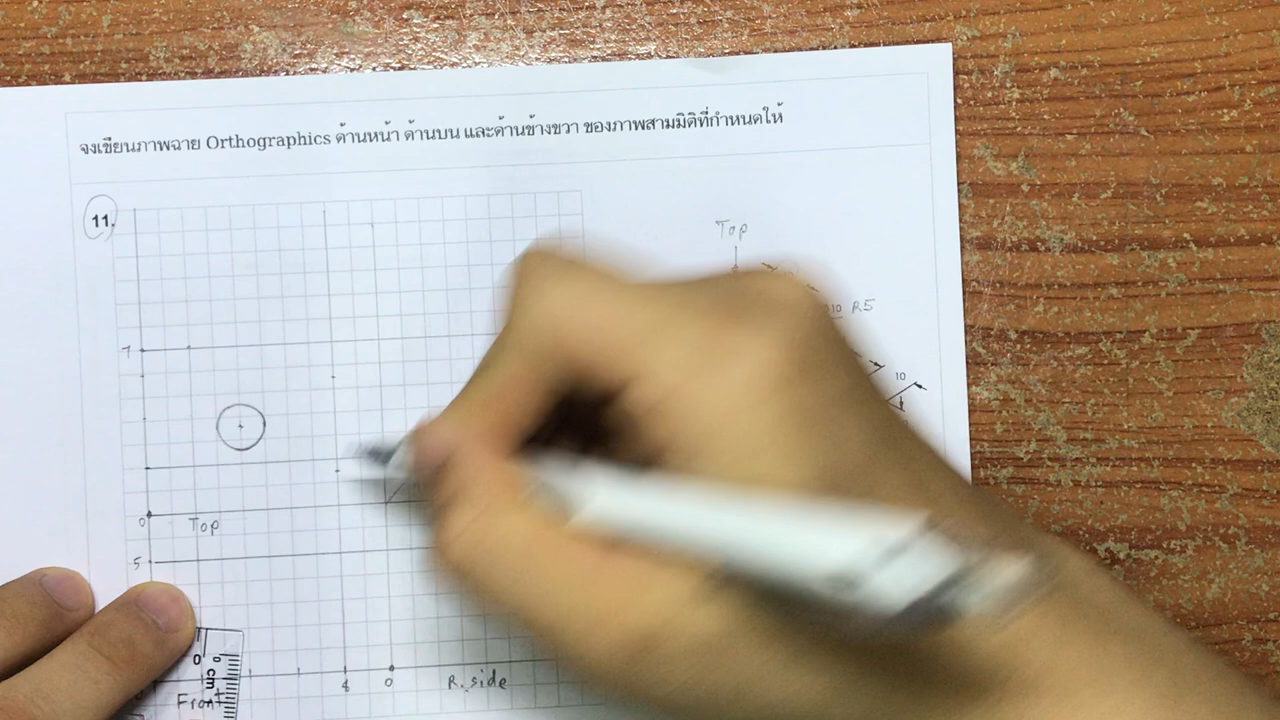 จงเขียนภาพฉาย Orthographics ด้านหน้า ด้านบน และด้านข้างขวา ของภาพสามมิติที่กำหนดให้
11.
Top
10 R5
7
10
0 Top
5
0
cm
4 0 R.side
Front